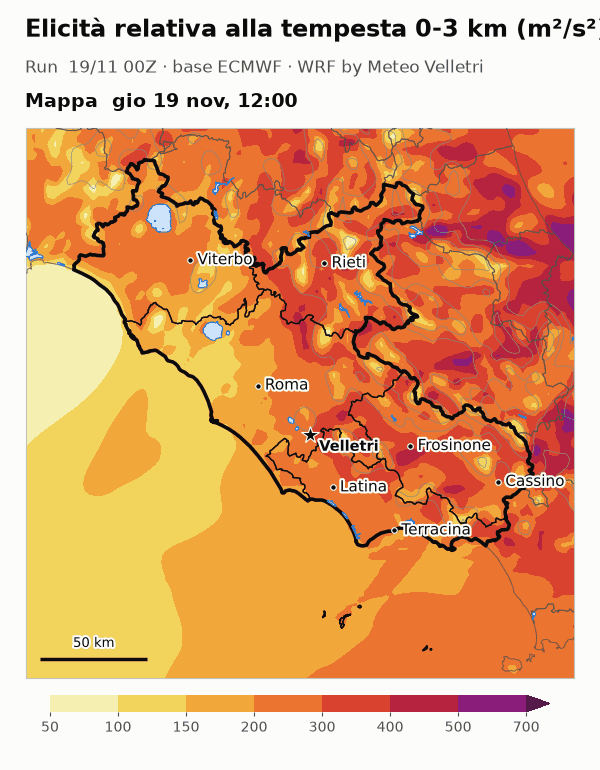 Elicità relativa alla tempesta 0-3 km (m²/s²)
Run 19/11 00Z · base ECMWF · WRF by Meteo Velletri
Mappa gio 19 nov, 12:00
Viterbo
Rieti
Roma
Velletri
Frosinone
Cassino
Latina
Terracina
50 km
50 100 150 200 300 400 500 700